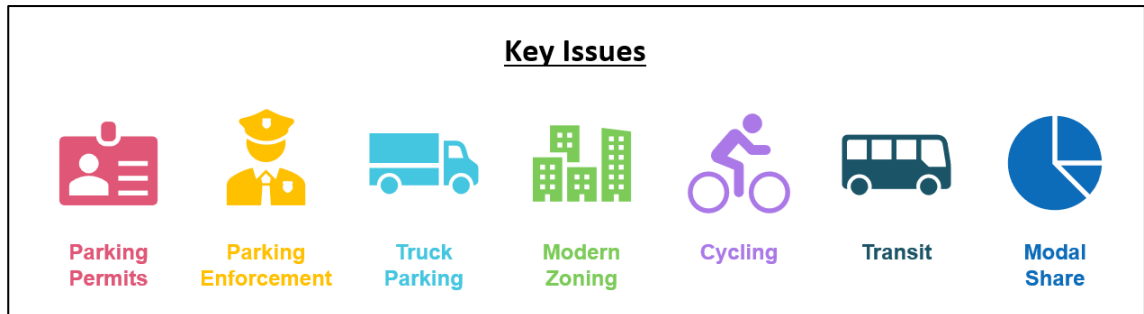 Key Issues
Parking
Permits
Parking
Enforcement
Truck
Parking
Modern
Zoning
Cycling
Transit
Modal
Share